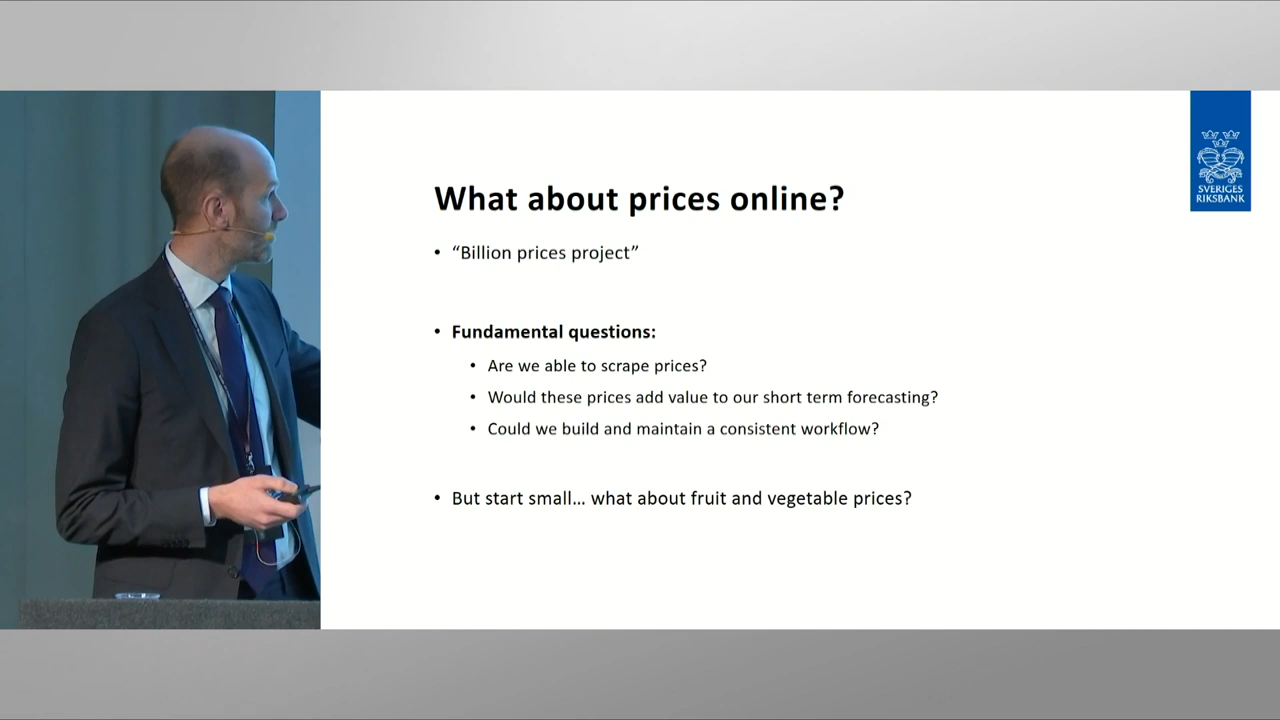 What about prices online?
• “Billion prices project”
• Fundamental questions:
• Are we able to scrape prices?
• Would these prices add value to our short term forecasting?
• Could we build and maintain a consistent workflow?
• But start small... what about fruit and vegetable prices?
SVERIGES
RIKSBANK